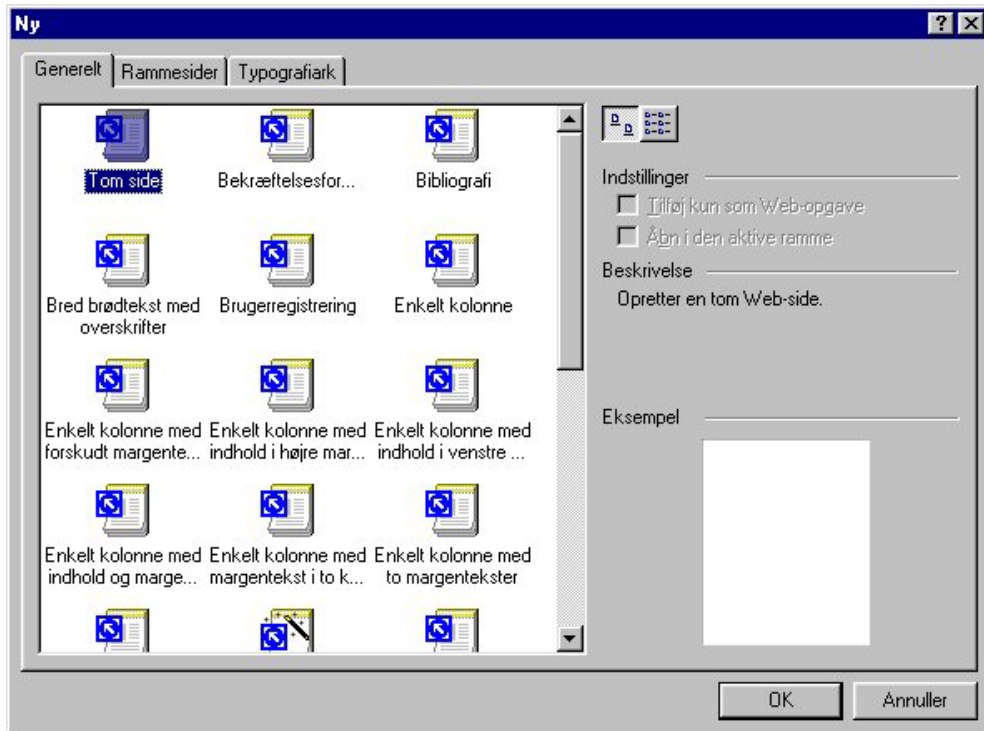 Ny
Generelt
Rammesider
Typografiark
Tom side
Bekræftelsesfor...
Bibliografi
Bred brødtekst med
overskrifter
Brugerregistrering
Enkelt kolonne
Enkelt kolonne med
forskudt margente...
Enkelt kolonne med
indhold i højre mar...
Enkelt kolonne med
indhold i venstre ...
Enkelt kolonne med
indhold og marge...
Enkelt kolonne med
margentekst i to k...
Enkelt kolonne med
to margentekster
Indstillinger
Tilføj kun som Web-opgave
Åbn i den aktive ramme
Beskrivelse
Opretter en tom Web-side.
Eksempel
OK
Annuller